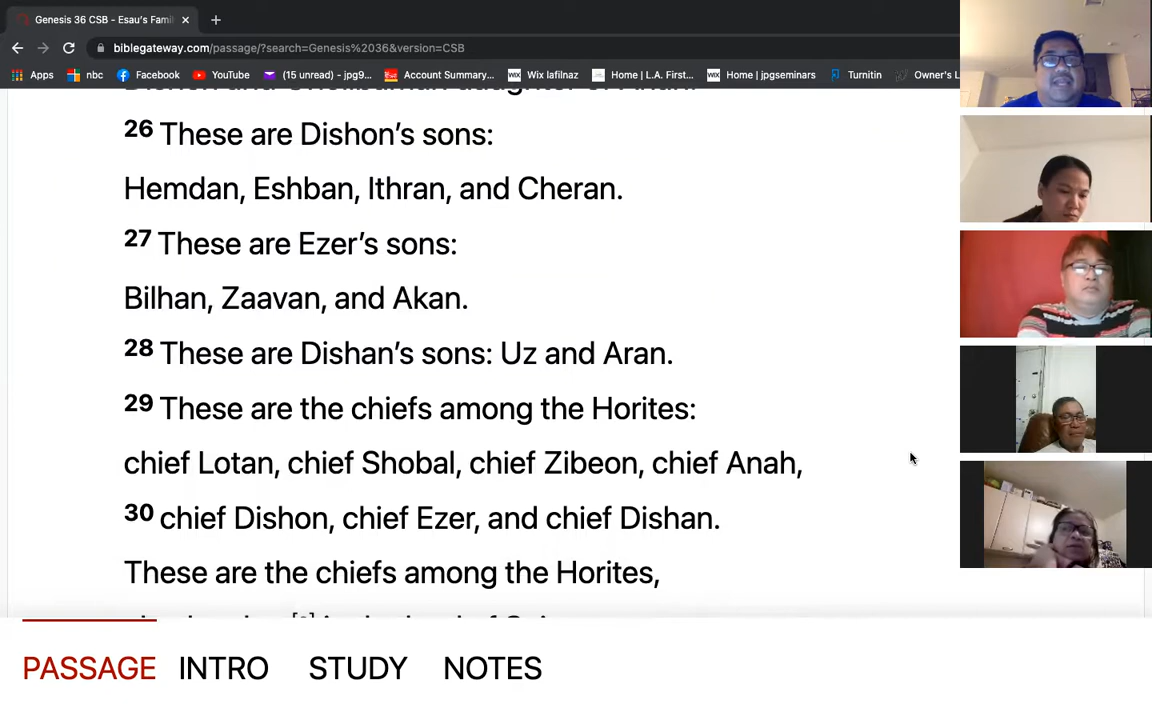 Genesis 36 CSB - Esau's Fami
biblegateway.com/passage/?search=Genesis%2036&version=CSB
Apps nbc Facebook YouTube (15 unread) - jpg9... Account Summary... Wix lafilnaz Home | L.A. First... Home | jpgseminars Turnitin Owner's L
26 These are Dishon's sons:
Hemdan, Eshban, Ithran, and Cheran.
27 These are Ezer's sons:
Bilhan, Zaavan, and Akan.
28 These are Dishan's sons: Uz and Aran.
29 These are the chiefs among the Horites:
chief Lotan, chief Shobal, chief Zibeon, chief Anah,
30 chief Dishon, chief Ezer, and chief Dishan.
These are the chiefs among the Horites,
PASSAGE INTRO STUDY NOTES